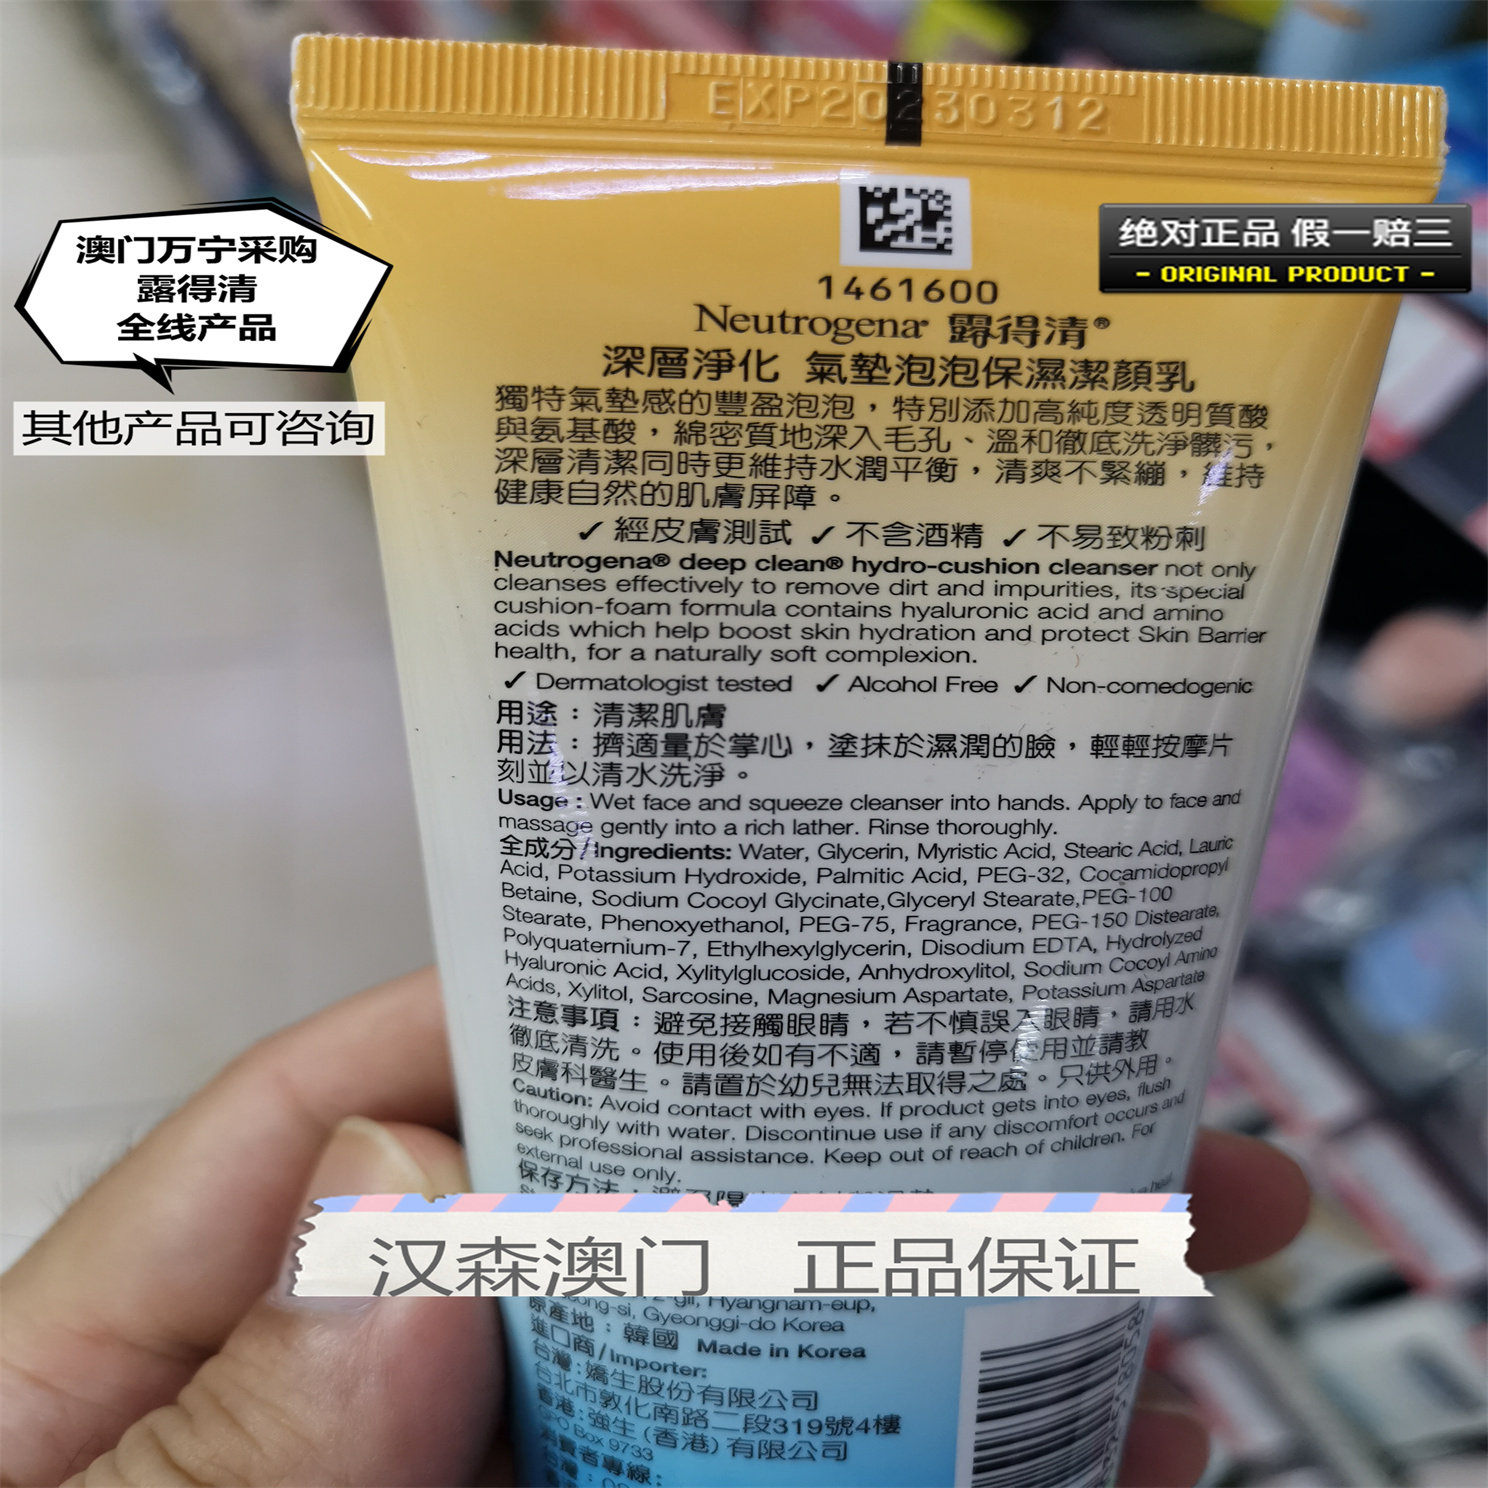 EXP20230312
澳门万宁采购
露得清
全线产品
其他产品可咨询
绝对正品 假一赔三
- ORIGINAL PRODUCT -
1461600
Neutrogena 露得清®
深層淨化 氣墊泡泡保濕潔顏乳
獨特氣墊感的豐盈泡泡，特別添加高純度透明質酸
與氨基酸，綿密質地深入毛孔、溫和徹底洗淨髒污，
深層清潔同時更維持水潤平衡，清爽不緊繃，維持
健康自然的肌膚屏障。
✓ 經皮膚測試 ✓ 不含酒精 ✓ 不易致粉刺
Neutrogena® deep clean® hydro-cushion cleanser not only
cleanses effectively to remove dirt and impurities, its special
cushion-foam formula contains hyaluronic acid and amino
acids which help boost skin hydration and protect Skin Barrier
health, for a naturally soft complexion.
✓ Dermatologist tested ✓ Alcohol Free ✓ Non-comedogenic
用途：清潔肌膚
用法：擠適量於掌心，塗抹於濕潤的臉，輕輕按摩片
刻並以清水洗淨。
Usage : Wet face and squeeze cleanser into hands. Apply to face and
massage gently into a rich lather. Rinse thoroughly.
全成分/Ingredients: Water, Glycerin, Myristic Acid, Stearic Acid, Lauric
Acid, Potassium Hydroxide, Palmitic Acid, PEG-32, Cocamidopropyl
Betaine, Sodium Cocoyl Glycinate,Glyceryl Stearate,PEG-100
Stearate, Phenoxyethanol, PEG-75, Fragrance, PEG-150 Distearate,
Polyquaternium-7, Ethylhexylglycerin, Disodium EDTA, Hydrolyzed
Hyaluronic Acid, Xylitylglucoside, Anhydroxylitol, Sodium Cocoyl Amino
Acids, Xylitol, Sarcosine, Magnesium Aspartate, Potassium Aspartate
注意事項：避免接觸眼睛，若不慎誤入眼睛，請用水
徹底清洗。使用後如有不適，請暫停使用並請教
皮膚科醫生。請置於幼兒無法取得之處。只供外用。
Caution: Avoid contact with eyes. If product gets into eyes, flush
thoroughly with water. Discontinue use if any discomfort occurs and
seek professional assistance. Keep out of reach of children. For
external use only.
保存方法：避免陽
汉森澳门 正品保证
2-gil, Hyangnam-eup,
ong-si, Gyeonggi-do Korea
原產地：韓國 Made in Korea
進口商/Importer:
台灣:嬌生股份有限公司
台北市敦化南路二段319號4樓
香港:強生(香港)有限公司
GPO Box 9733
消費者專線: